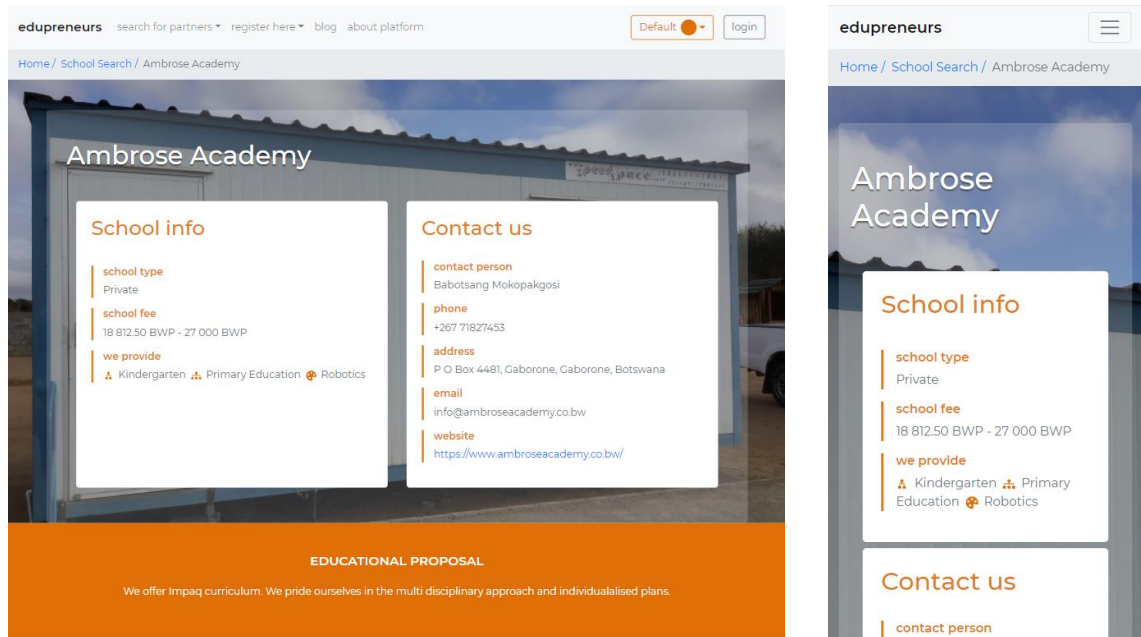 edupreneurs search for partners register here blog about platform Default login
Home / School Search / Ambrose Academy
Ambrose Academy
School info
school type
Private
school fee
18 812.50 BWP - 27 000 BWP
we provide
Kindergarten Primary Education Robotics
Contact us
contact person
Babotsang Mokopakgosi
phone
+267 71827453
address
P O Box 4481, Gaborone, Gaborone, Botswana
email
info@ambroseacademy.co.bw
website
https://www.ambroseacademy.co.bw/
EDUCATIONAL PROPOSAL
We offer Impaq curriculum. We pride ourselves in the multi disciplinary approach and individualalised plans.
edupreneurs
Home / School Search / Ambrose Academy
Ambrose
Academy
School info
school type
Private
school fee
18 812.50 BWP - 27 000 BWP
we provide
Kindergarten Primary
Education Robotics
Contact us
contact person